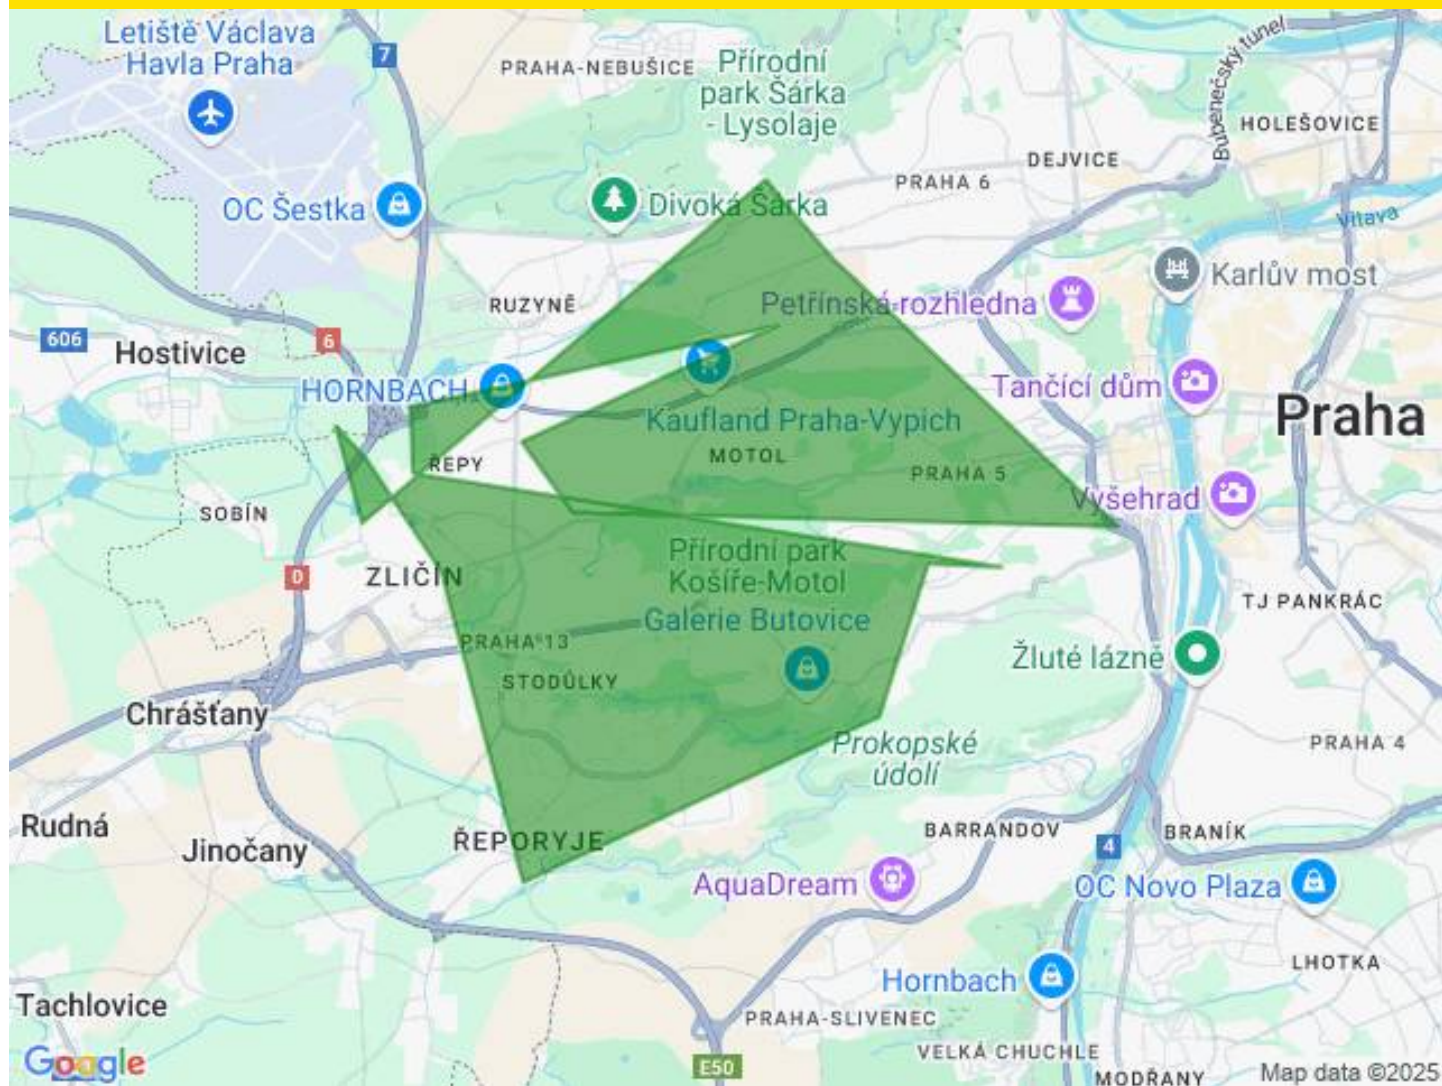 Letiště Václava
Havla Praha
7
PRAHA-NEBUŠICE
Přírodní
park Šárka
- Lysolaje
Bubenečský tunel
HOLEŠOVICE
DEJVICE
PRAHA 6
OC Šestka
Divoká Šárka
Vltava
Karlův most
RUZYNĚ
Petřínská rozhledna
606
6
Hostivice
HORNBACH
Tančící dům
Praha
Kaufland Praha-Vypich
MOTOL
ŘEPY
PRAHA 5
Vyšehrad
SOBÍN
Přírodní park
Košíře-Motol
ZLIČÍN
D
TJ PANKRÁC
Galerie Butovice
PRAHA 13
Žluté lázně
STODŮLKY
Chrášťany
Prokopské
údolí
PRAHA 4
Rudná
Jinočany
ŘEPORYJE
BARRANDOV
4
BRANÍK
AquaDream
OC Novo Plaza
Hornbach
LHOTKA
Tachlovice
PRAHA-SLIVENEC
VELKÁ CHUCHLE
Google
E50
MODŘANY
Map data ©2025